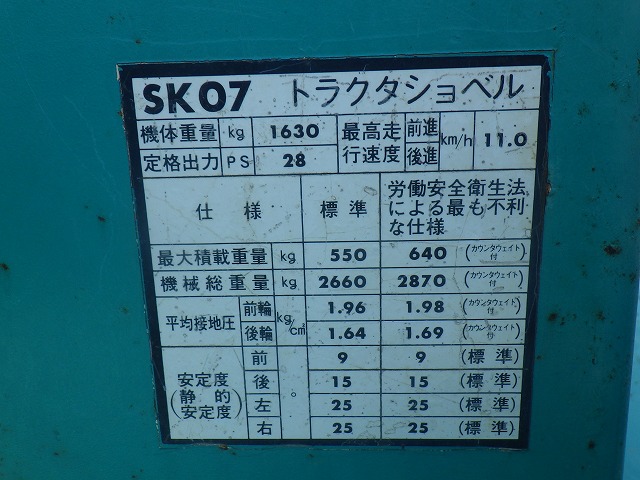 SK07 トラクタショベル
機体重量 kg 1630 最高走行速度 前進 後進 km/h 11.0
定格出力 PS 28
仕様 標準 労働安全衛生法による最も不利な仕様
最大積載重量 kg 550 640 (カウンタウェイト付)
機械総重量 kg 2660 2870 (カウンタウェイト付)
平均接地圧 前輪 kg/cm² 1.96 1.98 (カウンタウェイト付)
後輪 1.64 1.69 (カウンタウェイト付)
安定度(静的安定度) 前 ° 9 9 (標準)
後 15 15 (標準)
左 25 25 (標準)
右 25 25 (標準)